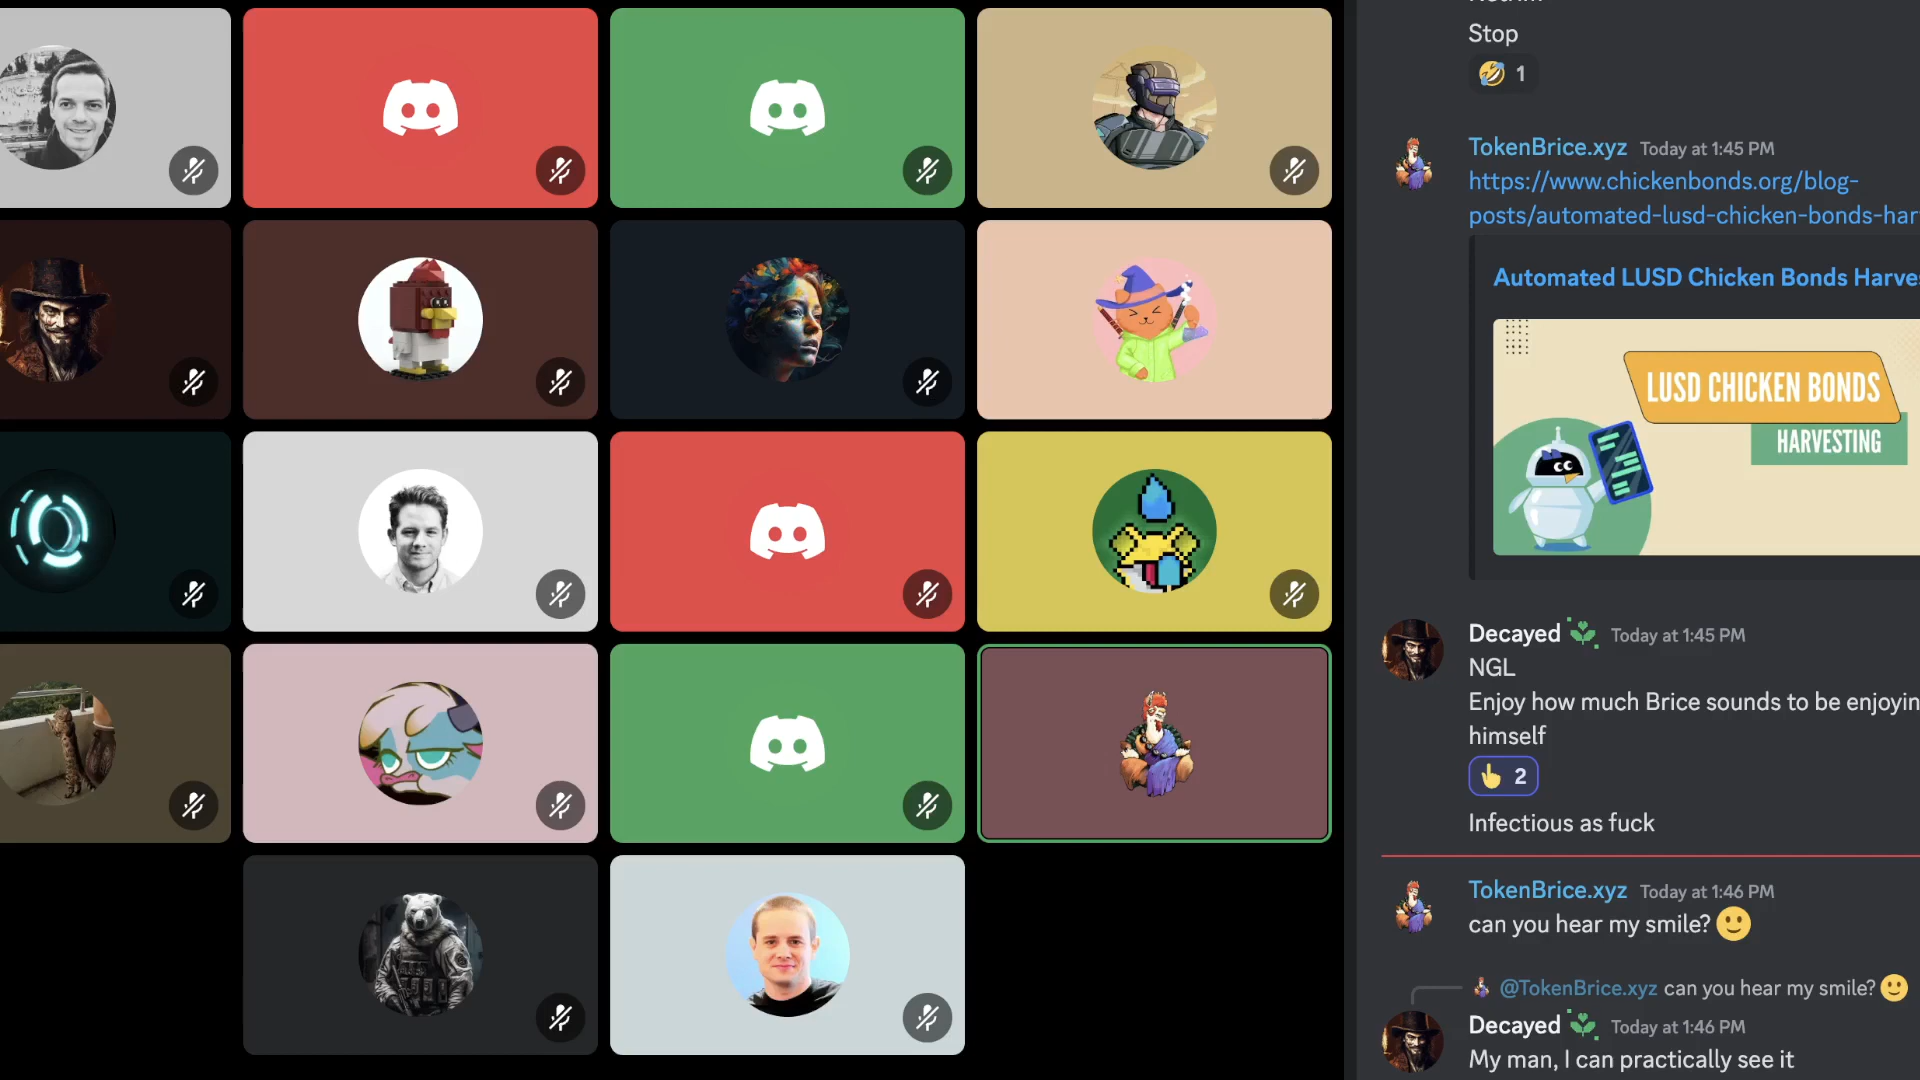 Stop
1
TokenBrice.xyz Today at 1:45 PM
https://www.chickenbonds.org/blog-
posts/automated-lusd-chicken-bonds-har
Automated LUSD Chicken Bonds Harve
LUSD CHICKEN BONDS
HARVESTING
Decayed Today at 1:45 PM
NGL
Enjoy how much Brice sounds to be enjoyin
himself
2
Infectious as fuck
TokenBrice.xyz Today at 1:46 PM
can you hear my smile? 🙂
@TokenBrice.xyz can you hear my smile? 🙂
Decayed Today at 1:46 PM
My man, I can practically see it